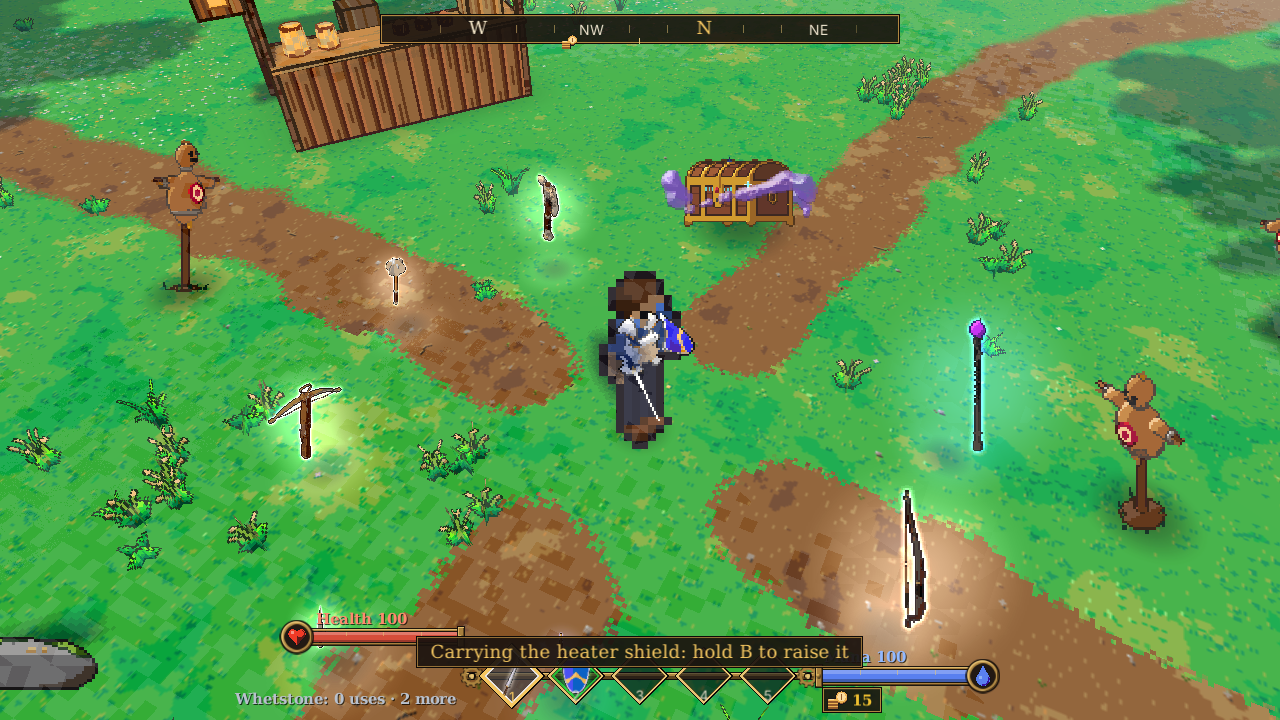 W NW N NE
Health 100
Carrying the heater shield: hold B to raise it
a 100
1 3 4 5
Whetstone: 0 uses · 2 more
15